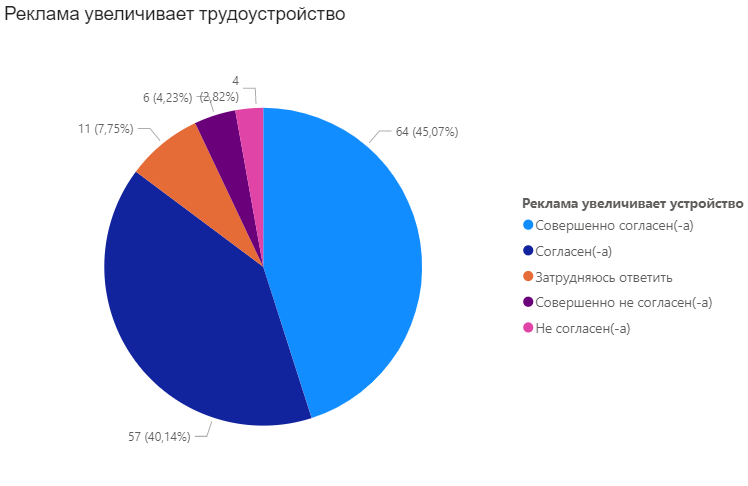 Реклама увеличивает трудоустройство
4
(2,82%)
6 (4,23%)
11 (7,75%)
64 (45,07%)
57 (40,14%)
Реклама увеличивает устройство
Совершенно согласен(-а)
Согласен(-а)
Затрудняюсь ответить
Совершенно не согласен(-а)
Не согласен(-а)